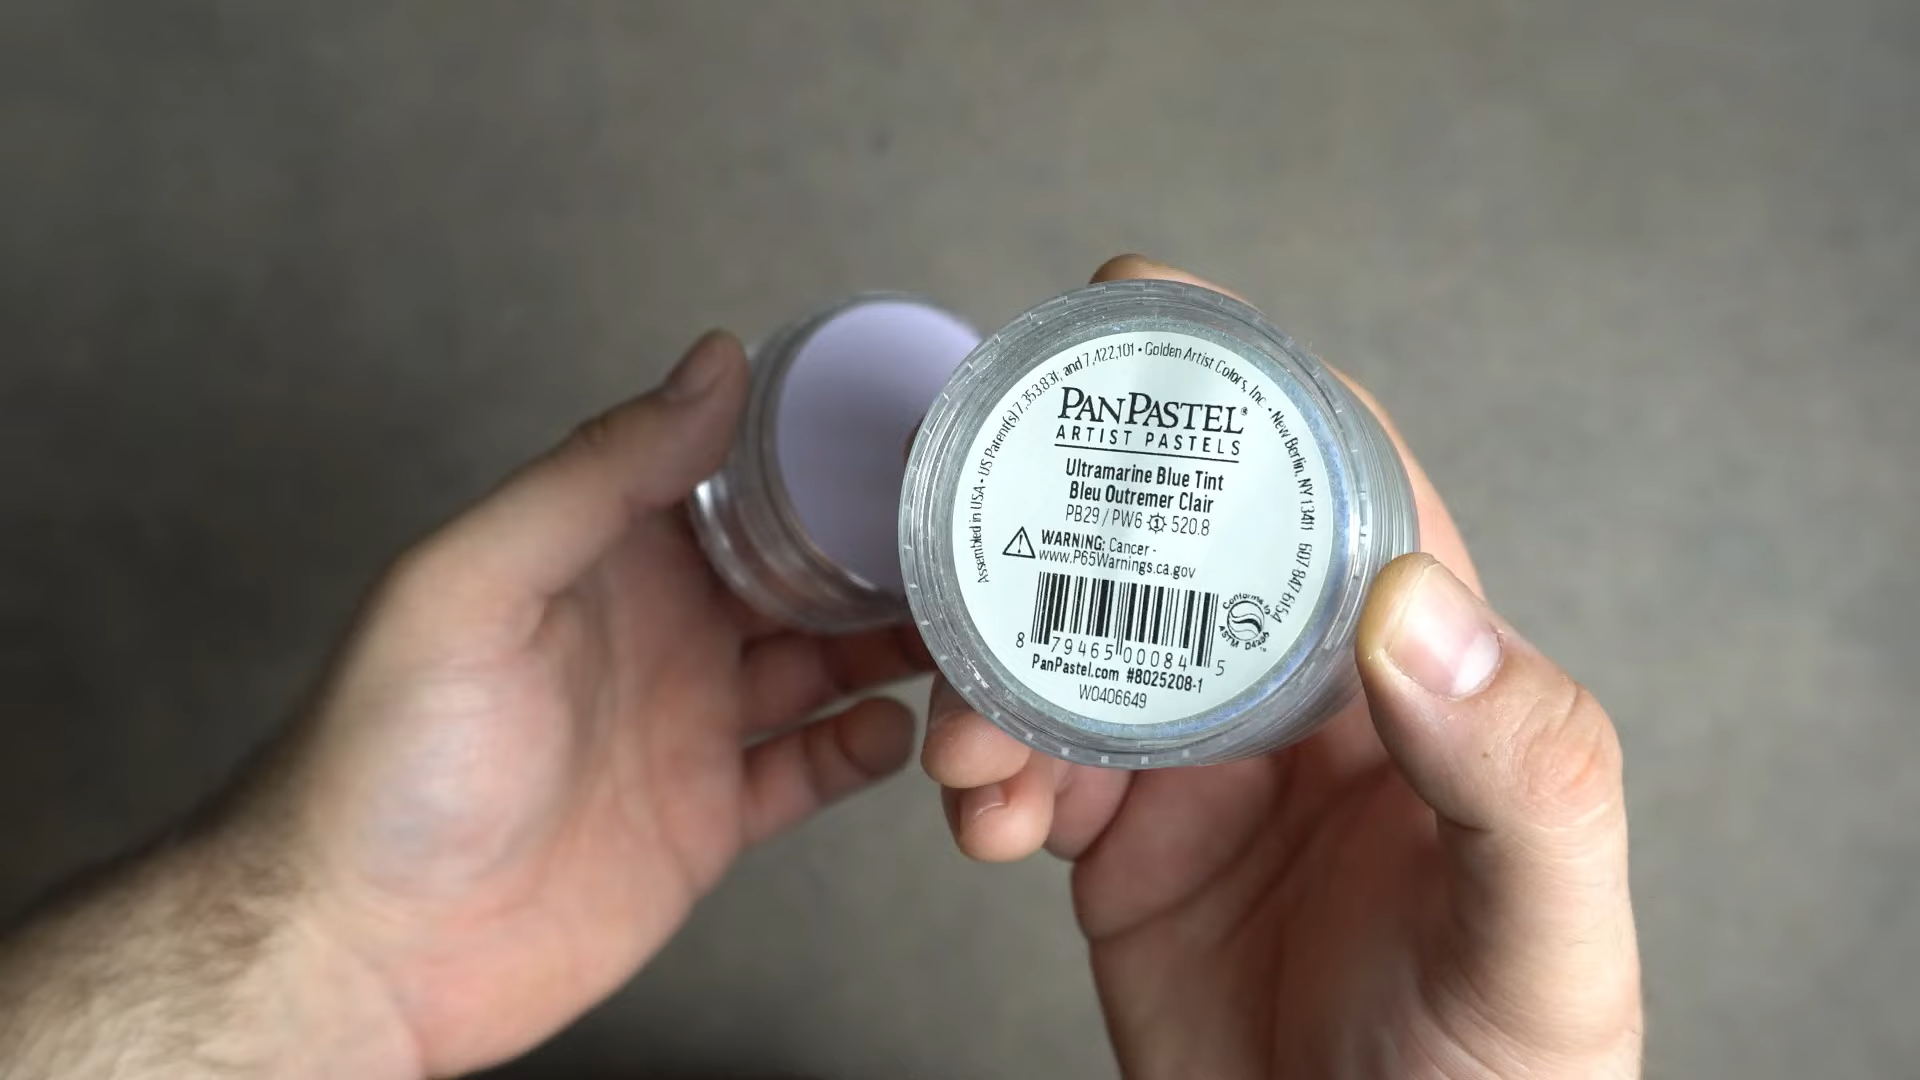 Assembled in USA • US Patent(s) 7,353,831; and 7,422,101 • Golden Artist Colors, Inc. • New Berlin, NY 13411 607 847 6154
PANPASTEL®
ARTIST PASTELS
Ultramarine Blue Tint
Bleu Outremer Clair
PB29 / PW6 1 520.8
WARNING: Cancer -
www.P65Warnings.ca.gov
8 79465 00084 5
Conforms to
ASTM D4236
PanPastel.com #8025208-1
W0406649